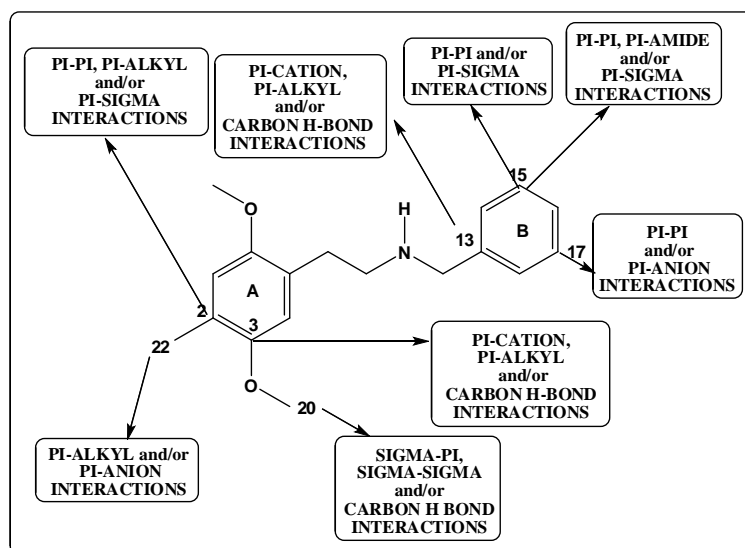 PI-PI, PI-ALKYL
and/or
PI-SIGMA
INTERACTIONS
PI-CATION,
PI-ALKYL
and/or
CARBON H-BOND
INTERACTIONS
PI-PI and/or
PI-SIGMA
INTERACTIONS
PI-PI, PI-AMIDE
and/or
PI-SIGMA
INTERACTIONS
15
O
H
N
13
B
17
PI-PI
and/or
PI-ANION
INTERACTIONS
A
2
3
22
O
20
PI-CATION,
PI-ALKYL
and/or
CARBON H-BOND
INTERACTIONS
PI-ALKYL and/or
PI-ANION
INTERACTIONS
SIGMA-PI,
SIGMA-SIGMA
and/or
CARBON H BOND
INTERACTIONS